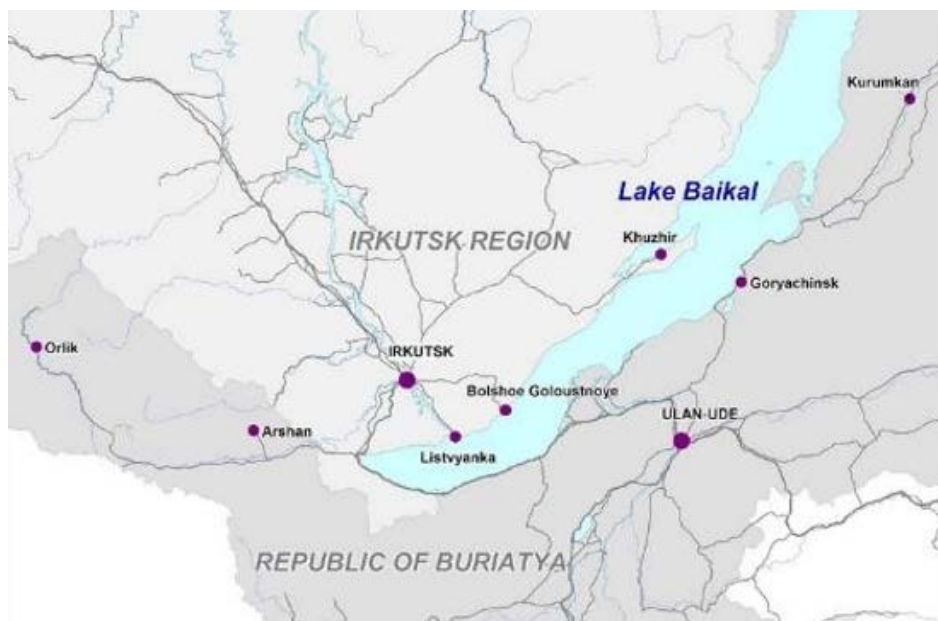 Kurumkan
Lake Baikal
Khuzhir
IRKUTSK REGION
Goryachinsk
Orlik
IRKUTSK
Bolshoe Goloustnoye
ULAN-UDE
Arshan
Listvyanka
REPUBLIC OF BURIATYA